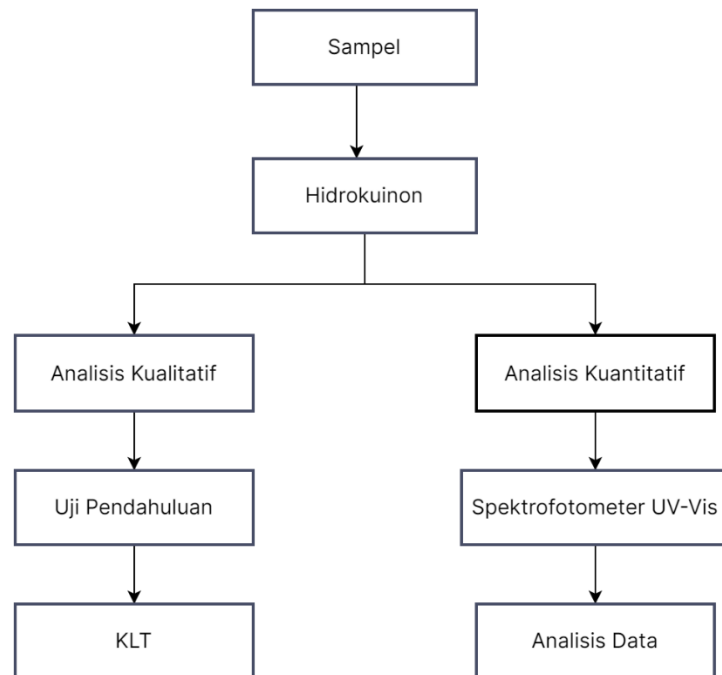 Sampel
Hidrokuinon
Analisis Kualitatif
Analisis Kuantitatif
Uji Pendahuluan
Spektrofotometer UV-Vis
KLT
Analisis Data